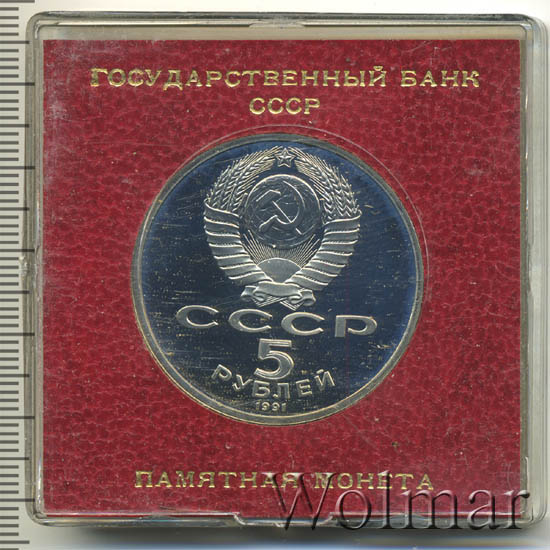 ГОСУДАРСТВЕННЫЙ БАНК
СССР
СССР
5
РУБЛЕЙ
1991
ПАМЯТНАЯ МОНЕТА
Wolmar